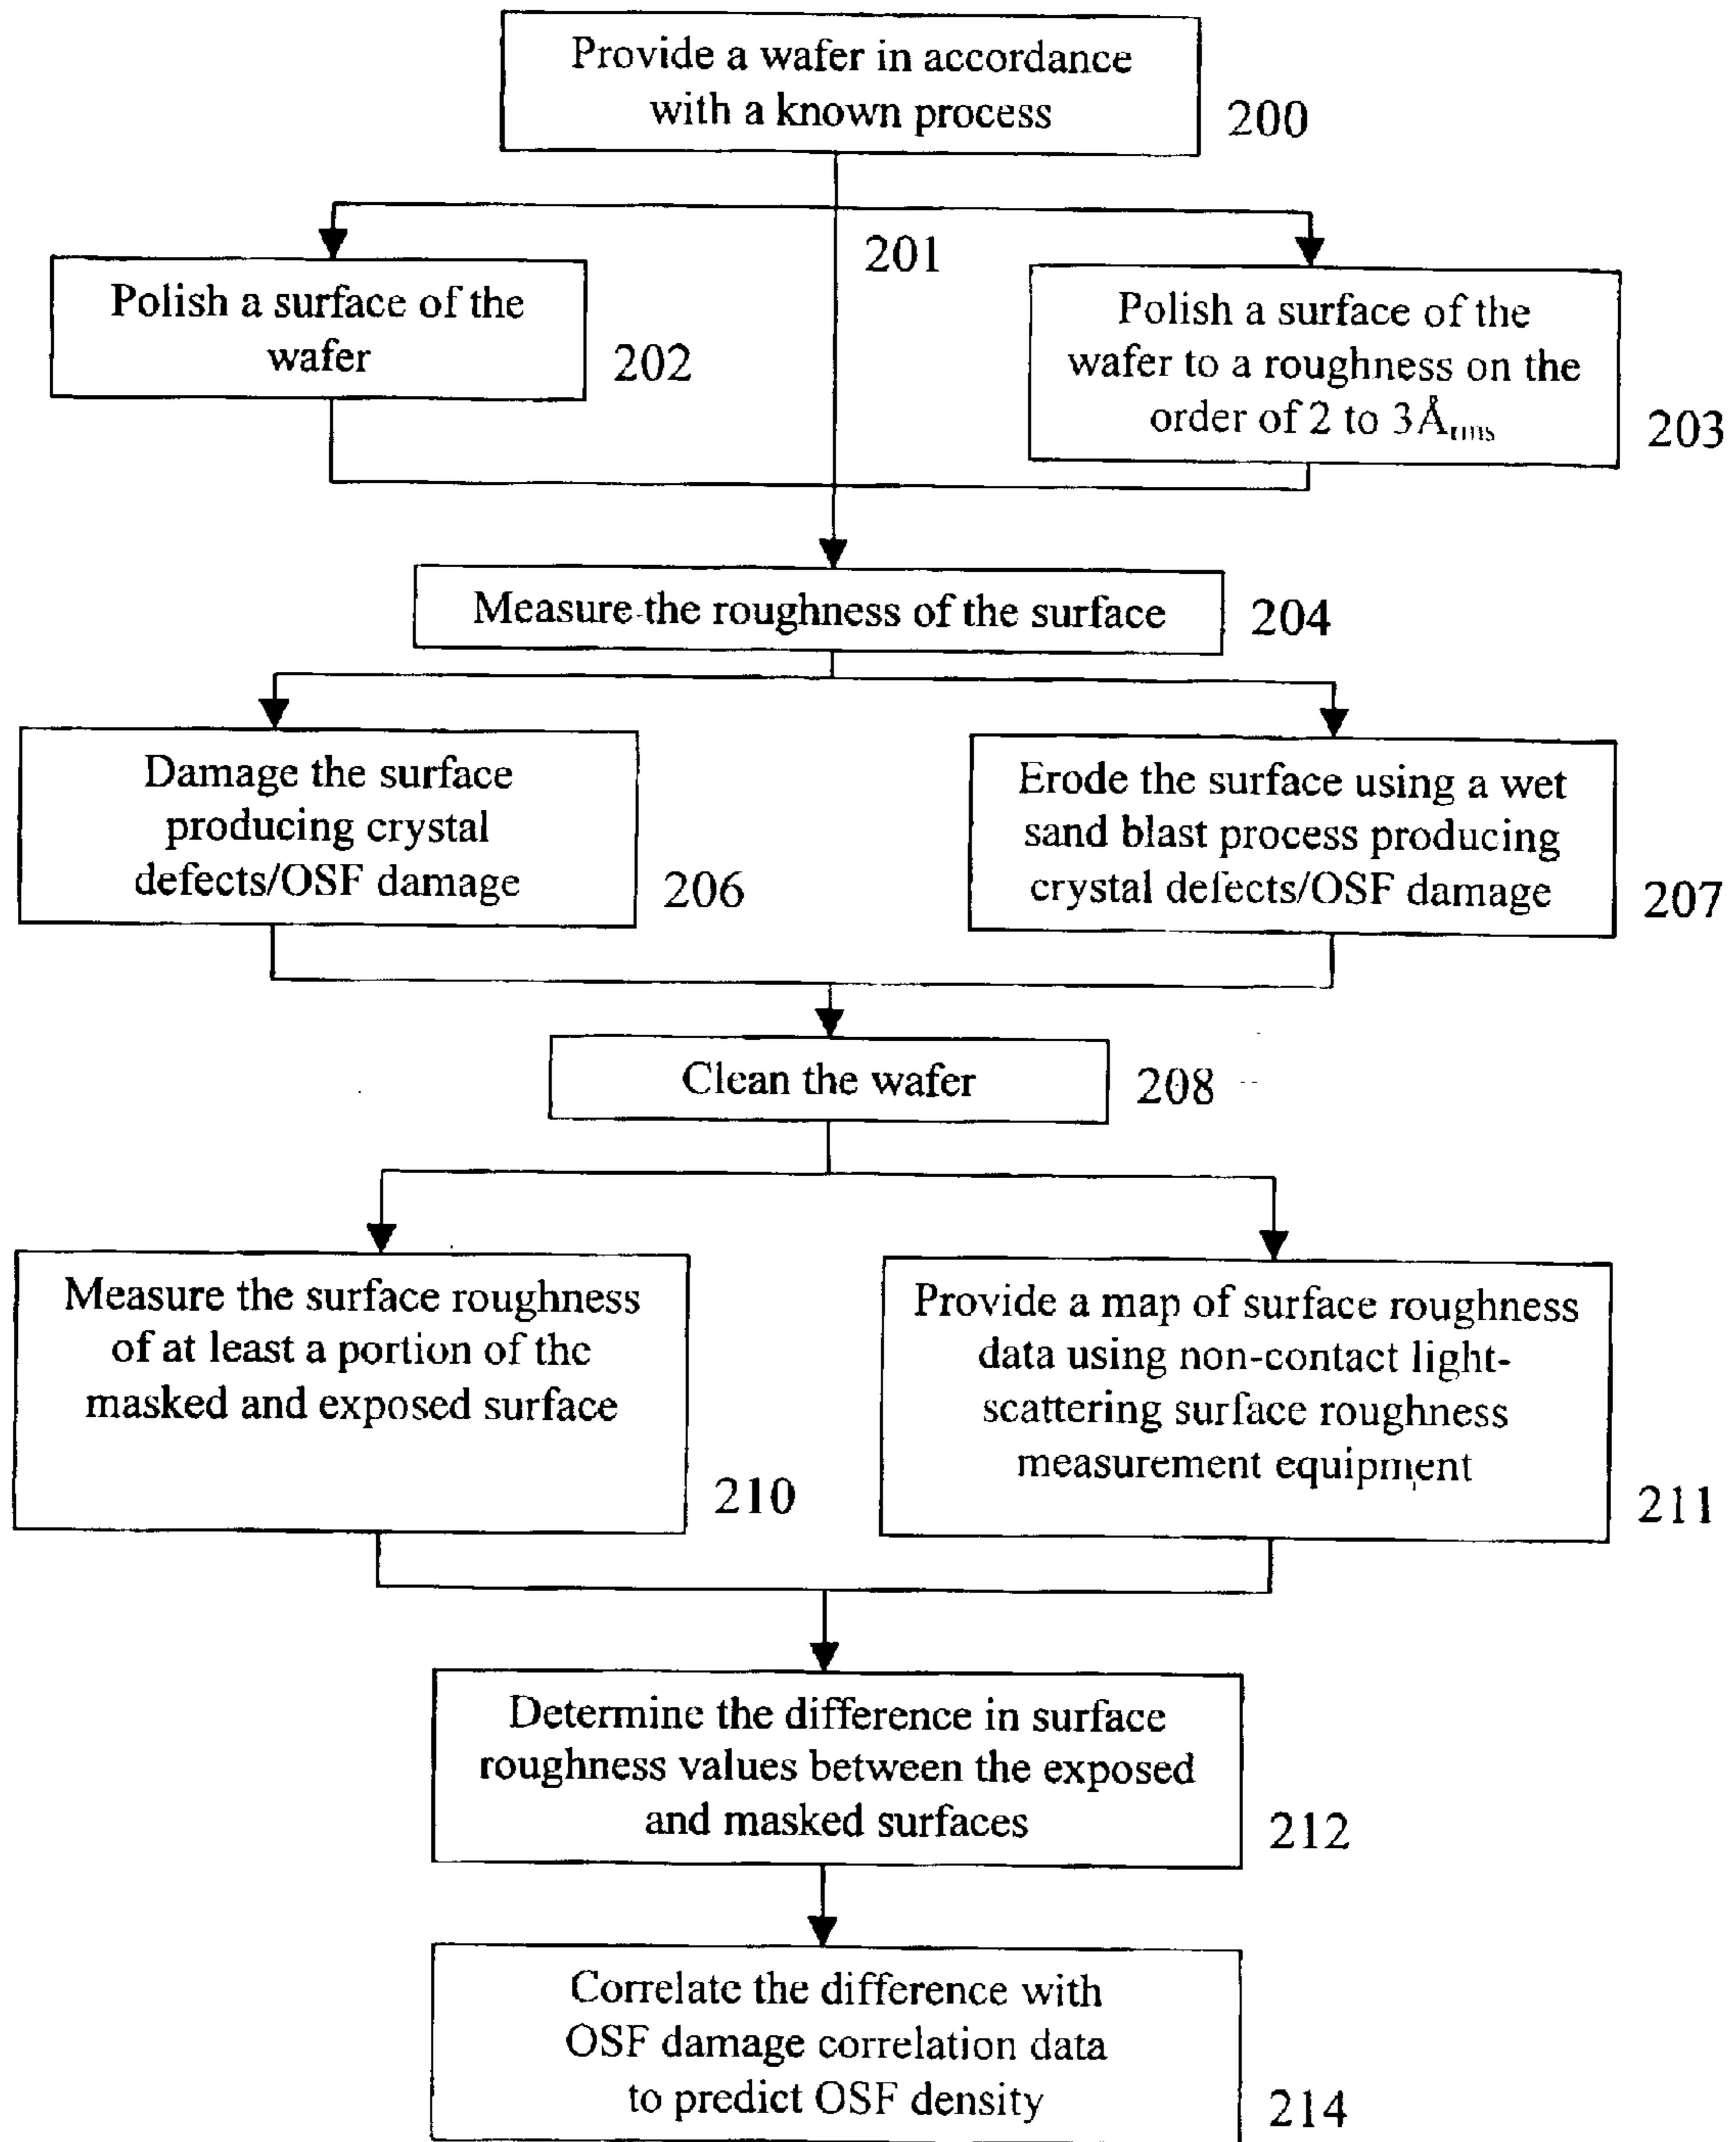 Provide a wafer in accordance
with a known process
200
201
Polish a surface of the
wafer
202
Polish a surface of the
wafer to a roughness on the
order of 2 to 3Årms
203
Measure the roughness of the surface
204
Damage the surface
producing crystal
defects/OSF damage
206
Erode the surface using a wet
sand blast process producing
crystal defects/OSF damage
207
Clean the wafer
208
Measure the surface roughness
of at least a portion of the
masked and exposed surface
210
Provide a map of surface roughness
data using non-contact light-
scattering surface roughness
measurement equipment
211
Determine the difference in surface
roughness values between the exposed
and masked surfaces
212
Correlate the difference with
OSF damage correlation data
to predict OSF density
214